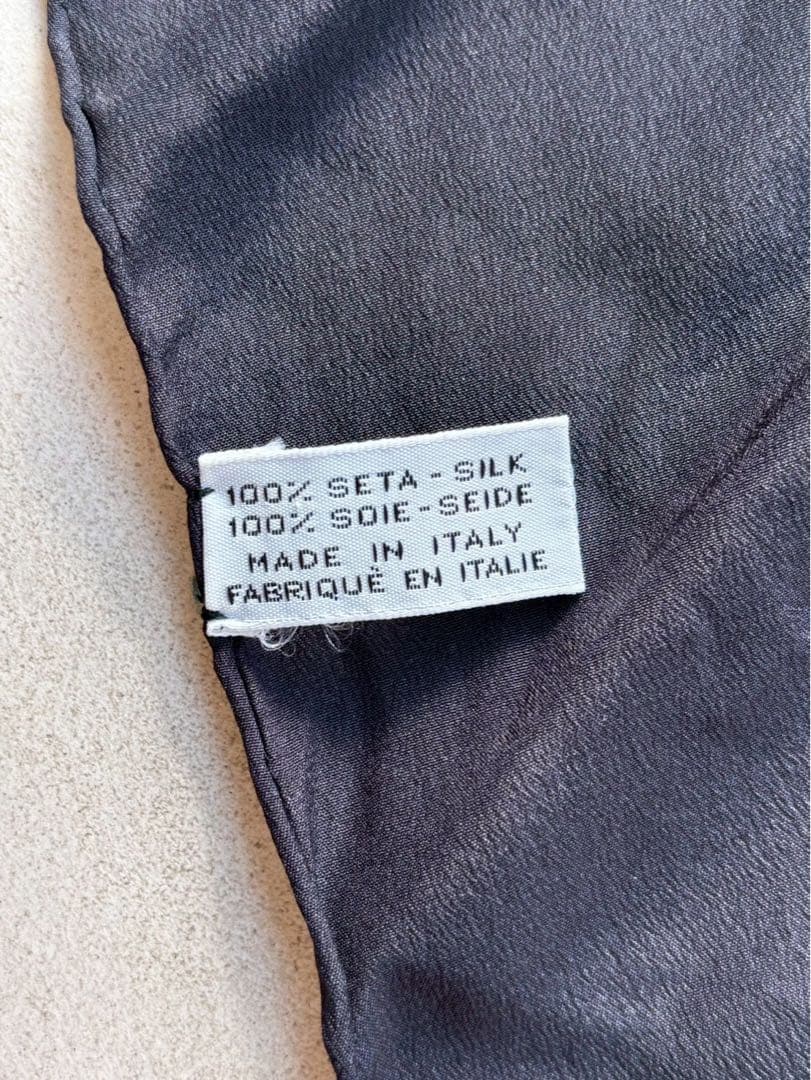 100% SETA - SILK
100% SOIE - SEIDE
MADE IN ITALY
FABRIQUÈ EN ITALIE